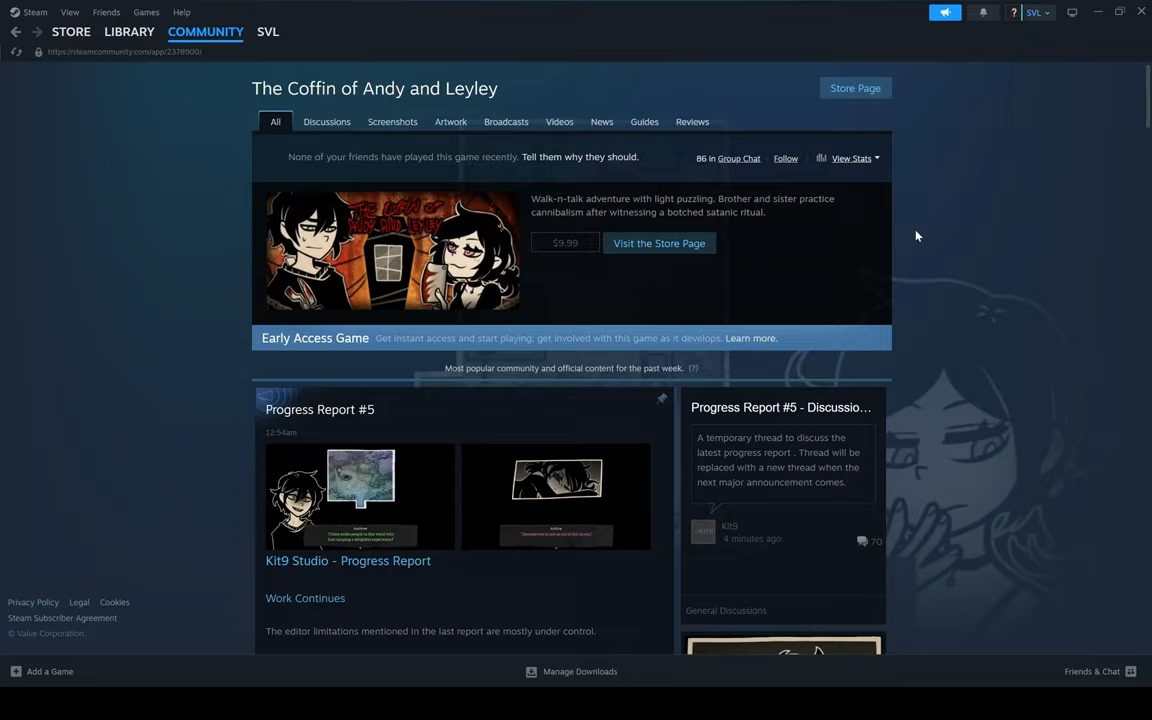 Steam View Friends Games Help
? SVL
STORE LIBRARY COMMUNITY SVL
https://steamcommunity.com/app/2378900/
The Coffin of Andy and Leyley
Store Page
All Discussions Screenshots Artwork Broadcasts Videos News Guides Reviews
None of your friends have played this game recently. Tell them why they should.
86 in Group Chat Follow View Stats
THE COFFIN OF
ANDY AND LEYLEY
Walk-n-talk adventure with light puzzling. Brother and sister practice
cannibalism after witnessing a botched satanic ritual.
$9.99 Visit the Store Page
Early Access Game Get instant access and start playing; get involved with this game as it develops. Learn more.
Most popular community and official content for the past week. (?)
Progress Report #5
12:54am
Kit9 Studio - Progress Report
Work Continues
The editor limitations mentioned in the last report are mostly under control.
Progress Report #5 - Discussio...
A temporary thread to discuss the
latest progress report . Thread will be
replaced with a new thread when the
next major announcement comes.
Kit9
4 minutes ago
70
General Discussions
Privacy Policy Legal Cookies
Steam Subscriber Agreement
© Valve Corporation.
Add a Game Manage Downloads Friends & Chat